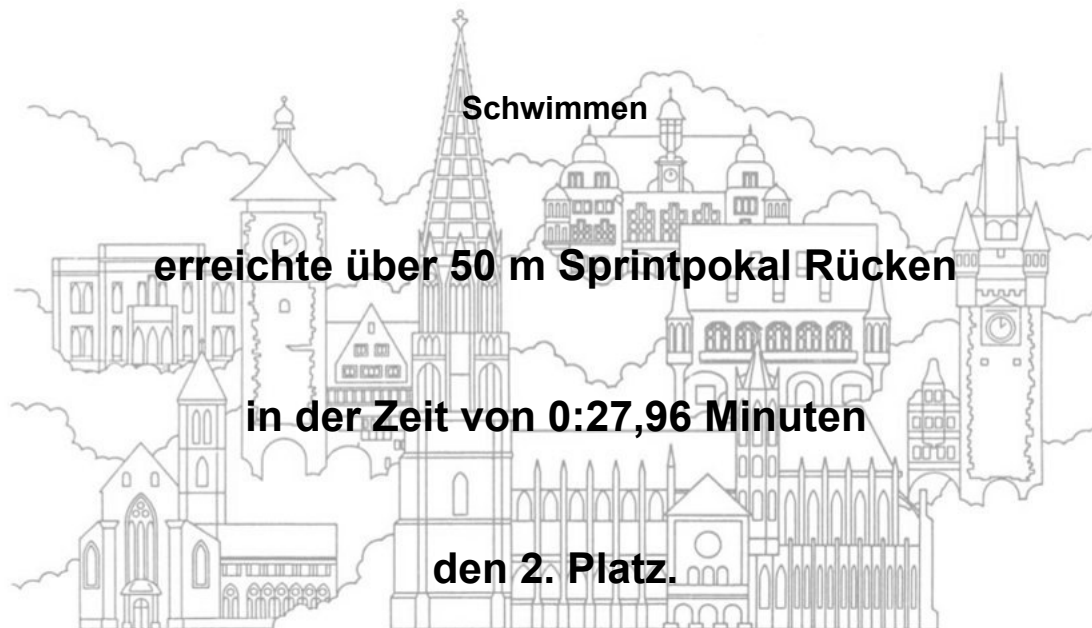 Schwimmen
erreichte über 50 m Sprintpokal Rücken
in der Zeit von 0:27,96 Minuten
den 2. Platz.